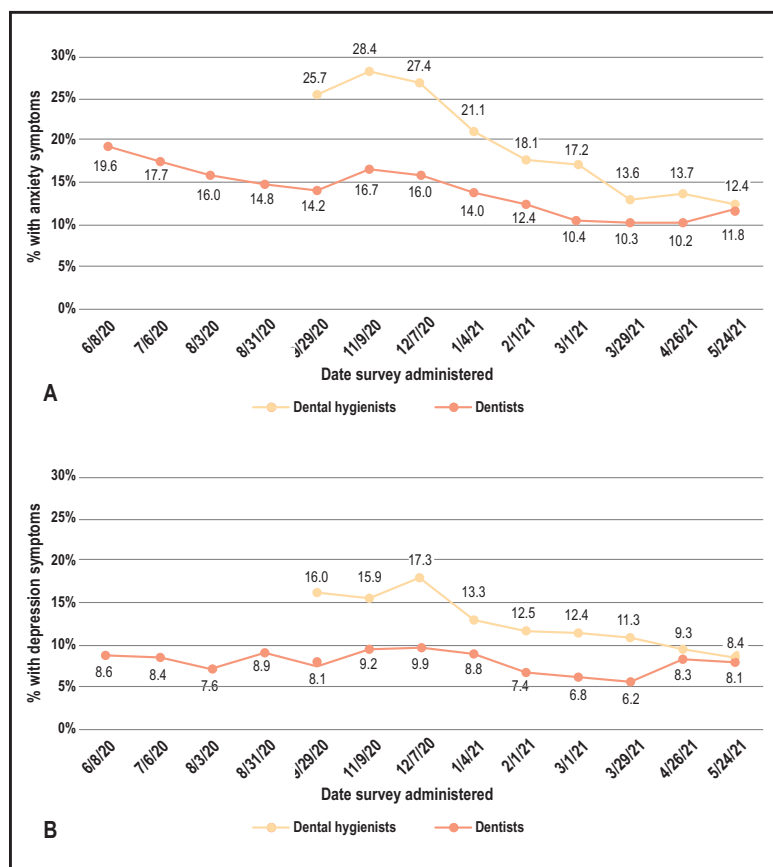 30%
25%
20%
15%
10%
5%
0%
% with anxiety symptoms
25.7 28.4 27.4 21.1 18.1 17.2 13.6 13.7 12.4
19.6 17.7 16.0 14.8 14.2 16.7 16.0 14.0 12.4 10.4 10.3 10.2 11.8
6/8/20 7/6/20 8/3/20 8/31/20 9/29/20 11/9/20 12/7/20 1/4/21 2/1/21 3/1/21 3/29/21 4/26/21 5/24/21
Date survey administered
A
Dental hygienists Dentists
30%
25%
20%
15%
10%
5%
0%
% with depression symptoms
16.0 15.9 17.3 13.3 12.5 12.4 11.3 9.3 8.4
8.6 8.4 7.6 8.9 8.1 9.2 9.9 8.8 7.4 6.8 6.2 8.3 8.1
6/8/20 7/6/20 8/3/20 8/31/20 9/29/20 11/9/20 12/7/20 1/4/21 2/1/21 3/1/21 3/29/21 4/26/21 5/24/21
Date survey administered
B
Dental hygienists Dentists